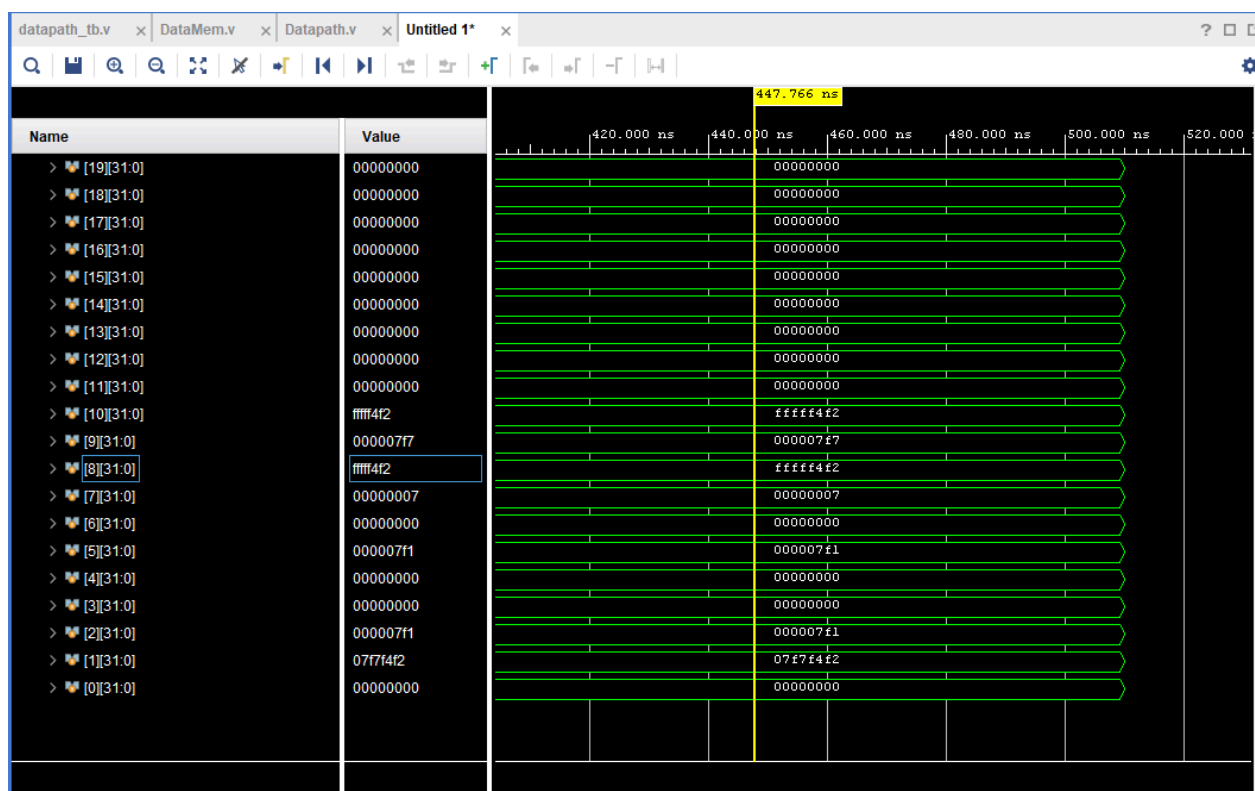 datapath_tb.v × DataMem.v × Datapath.v × Untitled 1* × ?
447.766 ns
Name Value 420.000 ns 440.000 ns 460.000 ns 480.000 ns 500.000 ns 520.000
[19][31:0] 00000000 00000000
[18][31:0] 00000000 00000000
[17][31:0] 00000000 00000000
[16][31:0] 00000000 00000000
[15][31:0] 00000000 00000000
[14][31:0] 00000000 00000000
[13][31:0] 00000000 00000000
[12][31:0] 00000000 00000000
[11][31:0] 00000000 00000000
[10][31:0] fffff4f2 fffff4f2
[9][31:0] 000007f7 000007f7
[8][31:0] fffff4f2 fffff4f2
[7][31:0] 00000007 00000007
[6][31:0] 00000000 00000000
[5][31:0] 000007f1 000007f1
[4][31:0] 00000000 00000000
[3][31:0] 00000000 00000000
[2][31:0] 000007f1 000007f1
[1][31:0] 07f7f4f2 07f7f4f2
[0][31:0] 00000000 00000000